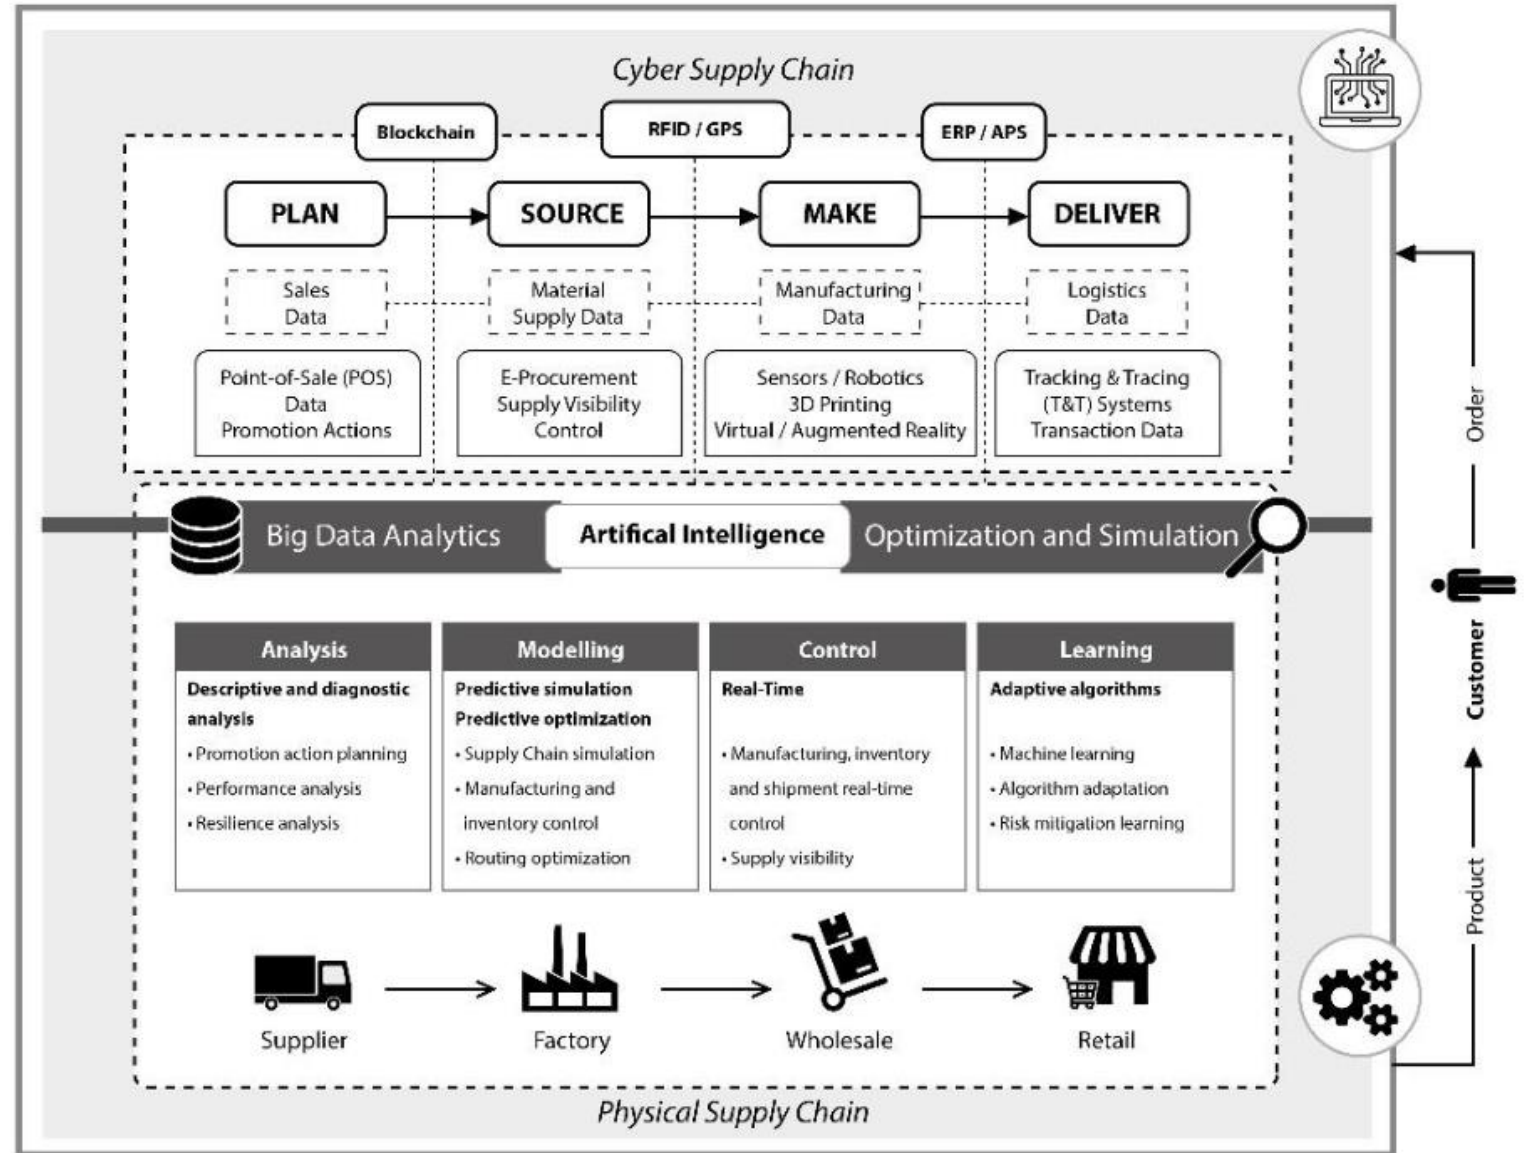 Cyber Supply Chain
Blockchain
RFID / GPS
ERP / APS
PLAN
SOURCE
MAKE
DELIVER
Sales
Data
Material
Supply Data
Manufacturing
Data
Logistics
Data
Point-of-Sale (POS)
Data
Promotion Actions
E-Procurement
Supply Visibility
Control
Sensors / Robotics
3D Printing
Virtual / Augmented Reality
Tracking & Tracing
(T&T) Systems
Transaction Data
Big Data Analytics
Artifical Intelligence
Optimization and Simulation
Analysis
Descriptive and diagnostic
analysis
• Promotion action planning
• Performance analysis
• Resilience analysis
Modelling
Predictive simulation
Predictive optimization
• Supply Chain simulation
• Manufacturing and
inventory control
• Routing optimization
Control
Real-Time
• Manufacturing, inventory
and shipment real-time
control
• Supply visibility
Learning
Adaptive algorithms
• Machine learning
• Algorithm adaptation
• Risk mitigation learning
Supplier
Factory
Wholesale
Retail
Physical Supply Chain
Order
Customer
Product